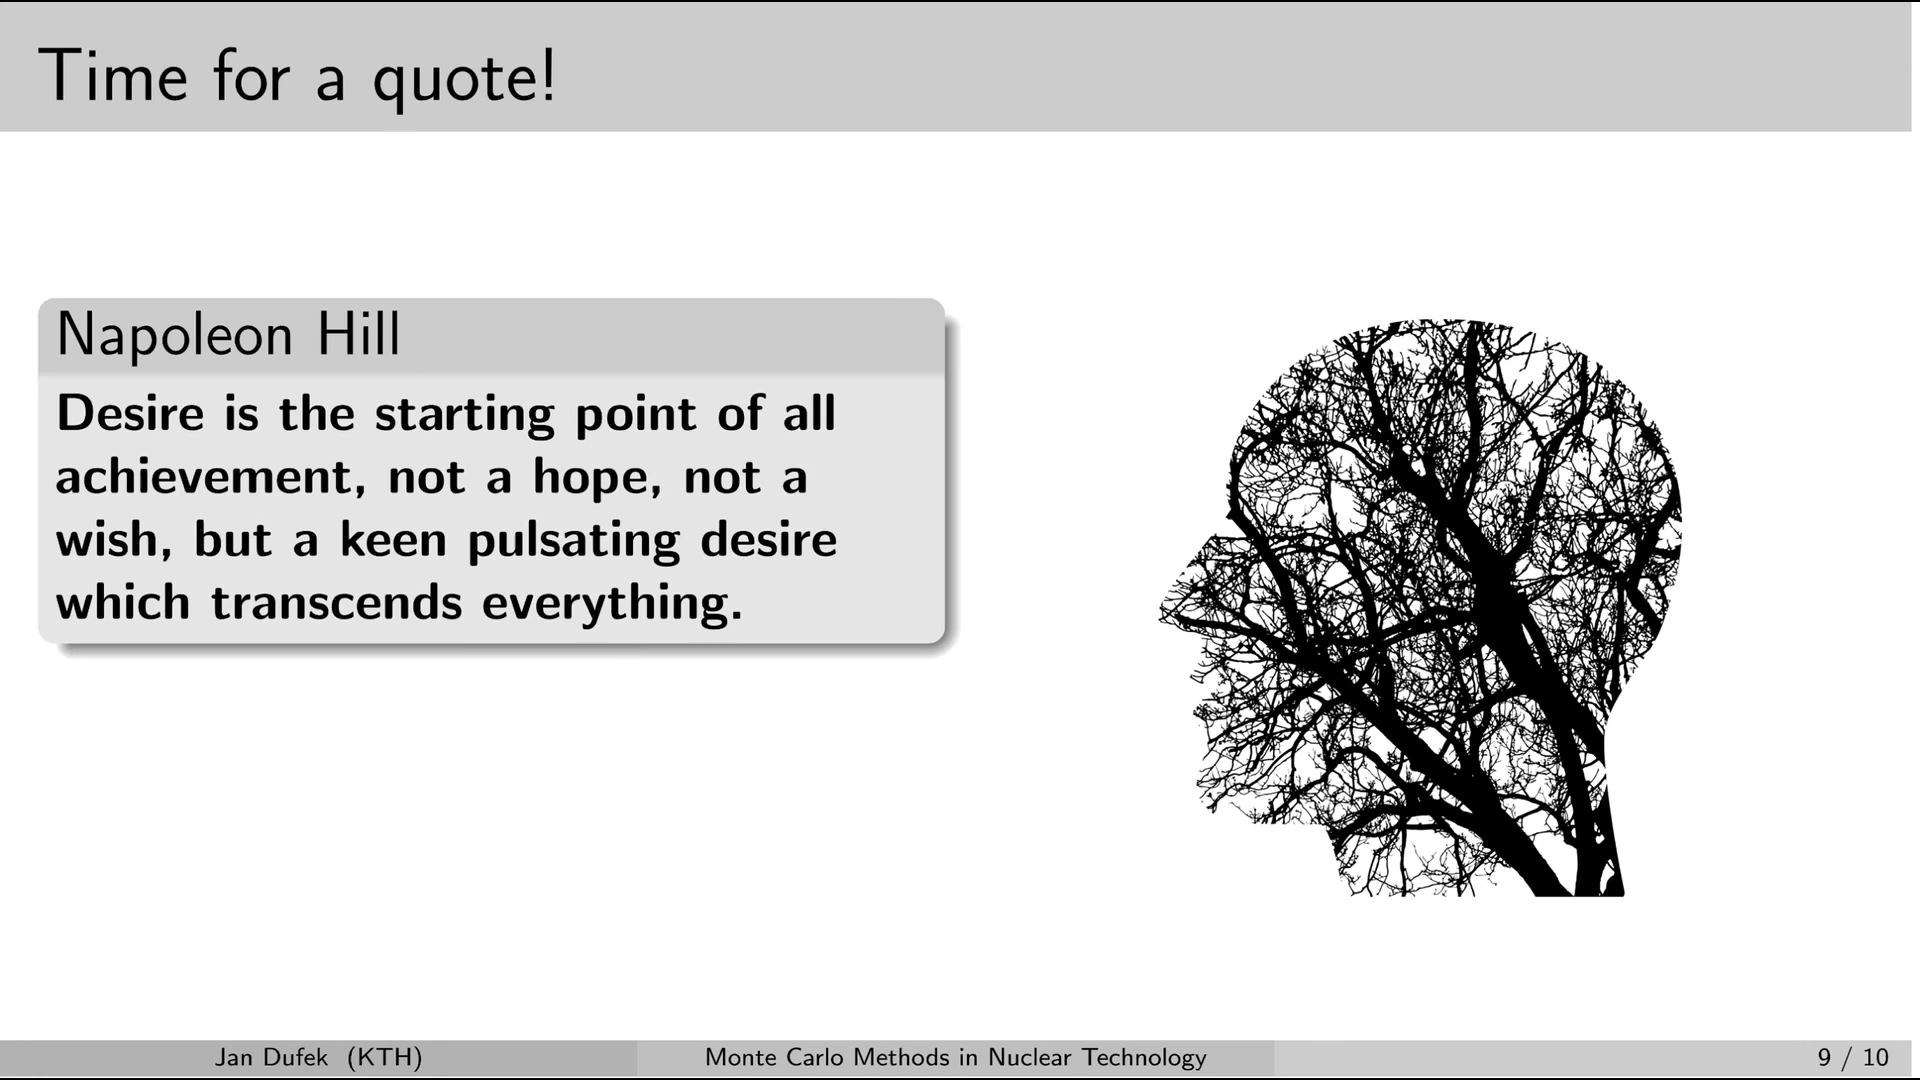 Time for a quote!
Napoleon Hill
Desire is the starting point of all
achievement, not a hope, not a
wish, but a keen pulsating desire
which transcends everything.
Jan Dufek (KTH)
Monte Carlo Methods in Nuclear Technology
9 / 10